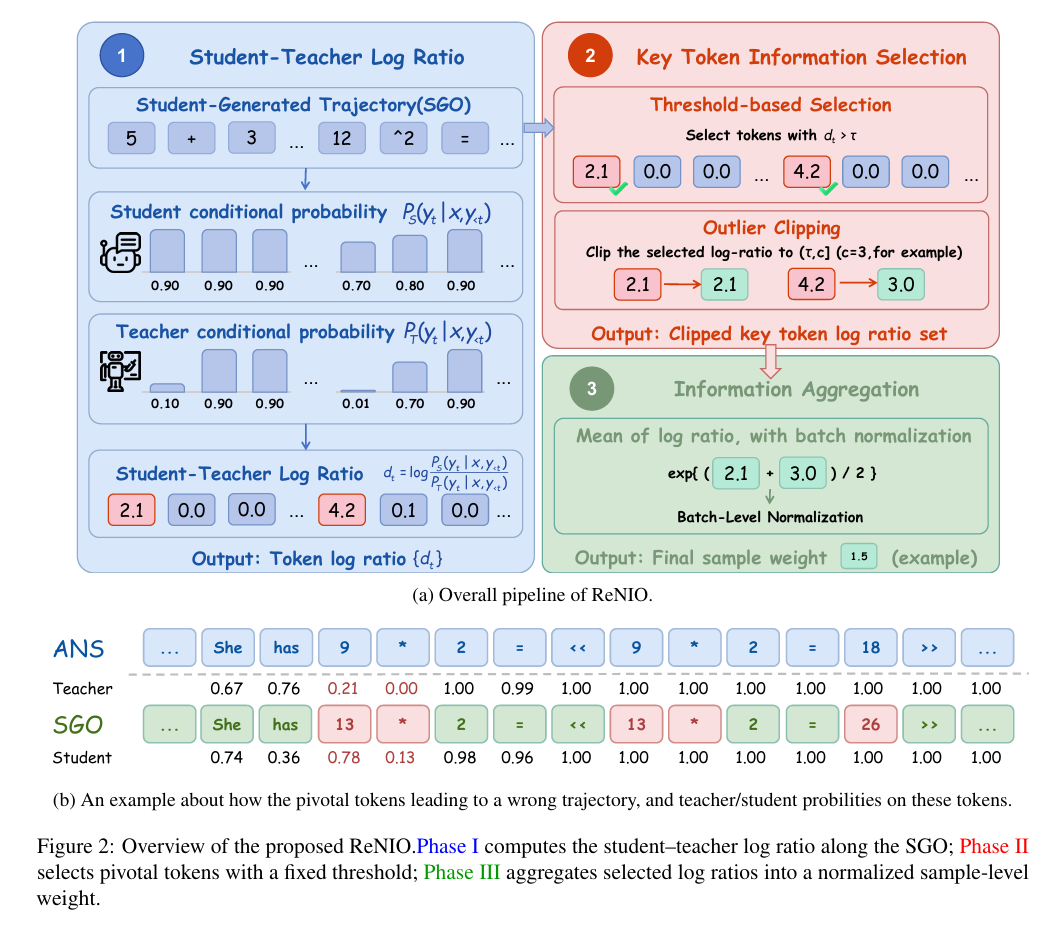 1 Student-Teacher Log Ratio
Student-Generated Trajectory(SGO)
5 + 3 ... 12 ^2 = ...
Student conditional probability P_S(y_t | x,y_<t)
... ...
0.90 0.90 0.90 0.70 0.80 0.90
Teacher conditional probability P_T(y_t | x,y_<t)
... ...
0.10 0.90 0.90 0.01 0.70 0.90
Student-Teacher Log Ratio d_t = log P_S(y_t | x,y_<t) / P_T(y_t | x,y_<t)
2.1 0.0 0.0 ... 4.2 0.1 0.0 ...
Output: Token log ratio {d_t}
2 Key Token Information Selection
Threshold-based Selection
Select tokens with d_t > τ
2.1 0.0 0.0 ... 4.2 0.0 0.0 ...
Outlier Clipping
Clip the selected log-ratio to (τ,c] (c=3,for example)
2.1 → 2.1 4.2 → 3.0
Output: Clipped key token log ratio set
3 Information Aggregation
Mean of log ratio, with batch normalization
exp{ ( 2.1 + 3.0 ) / 2 }
Batch-Level Normalization
Output: Final sample weight 1.5 (example)
(a) Overall pipeline of ReNIO.
ANS ... She has 9 * 2 = << 9 * 2 = 18 >> ...
Teacher 0.67 0.76 0.21 0.00 1.00 0.99 1.00 1.00 1.00 1.00 1.00 1.00 1.00 1.00
SGO ... She has 13 * 2 = << 13 * 2 = 26 >> ...
Student 0.74 0.36 0.78 0.13 0.98 0.96 1.00 1.00 1.00 1.00 1.00 1.00 1.00 1.00
(b) An example about how the pivotal tokens leading to a wrong trajectory, and teacher/student probilities on these tokens.
Figure 2: Overview of the proposed ReNIO.Phase I computes the student–teacher log ratio along the SGO; Phase II
selects pivotal tokens with a fixed threshold; Phase III aggregates selected log ratios into a normalized sample-level
weight.